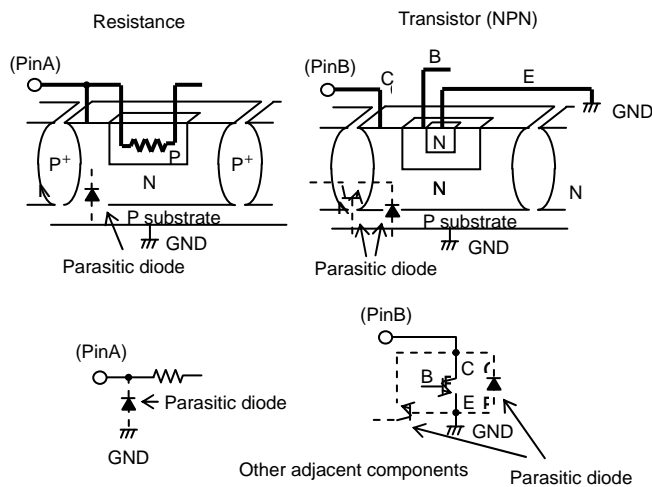 Resistance
Transistor (NPN)
(PinA)
P+
P
P+
N
P substrate
GND
Parasitic diode
(PinB)
C
B
E
GND
N
N
N
P substrate
GND
Parasitic diode
(PinA)
Parasitic diode
GND
(PinB)
B
C
E
GND
Other adjacent components
Parasitic diode